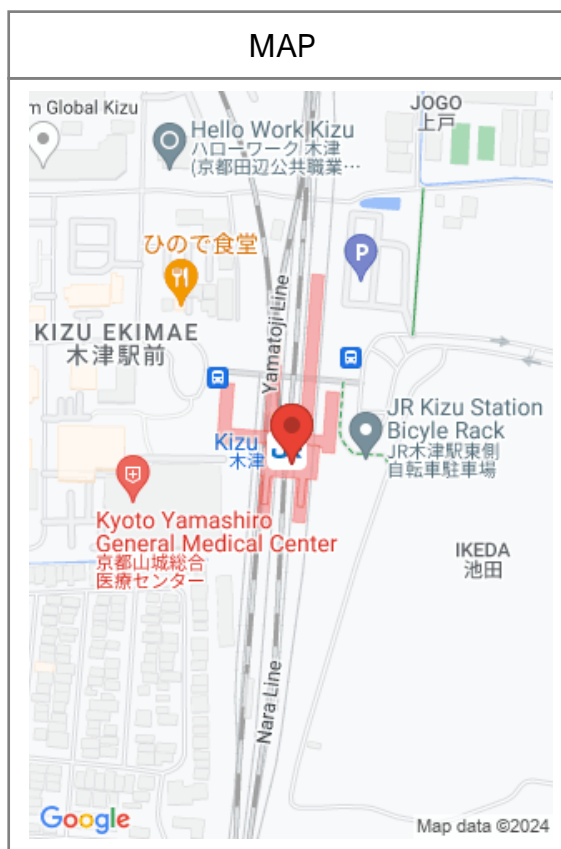 MAP
m Global Kizu
JOGO
上戸
Hello Work Kizu
ハローワーク 木津
(京都田辺公共職業…
P
ひので食堂
Yamatoji Line
KIZU EKIMAE
木津駅前
Kizu
木津
JR Kizu Station
Bicyle Rack
JR木津駅東側
自転車駐車場
Kyoto Yamashiro
General Medical Center
京都山城総合
医療センター
IKEDA
池田
Nara Line
Google
Map data ©2024